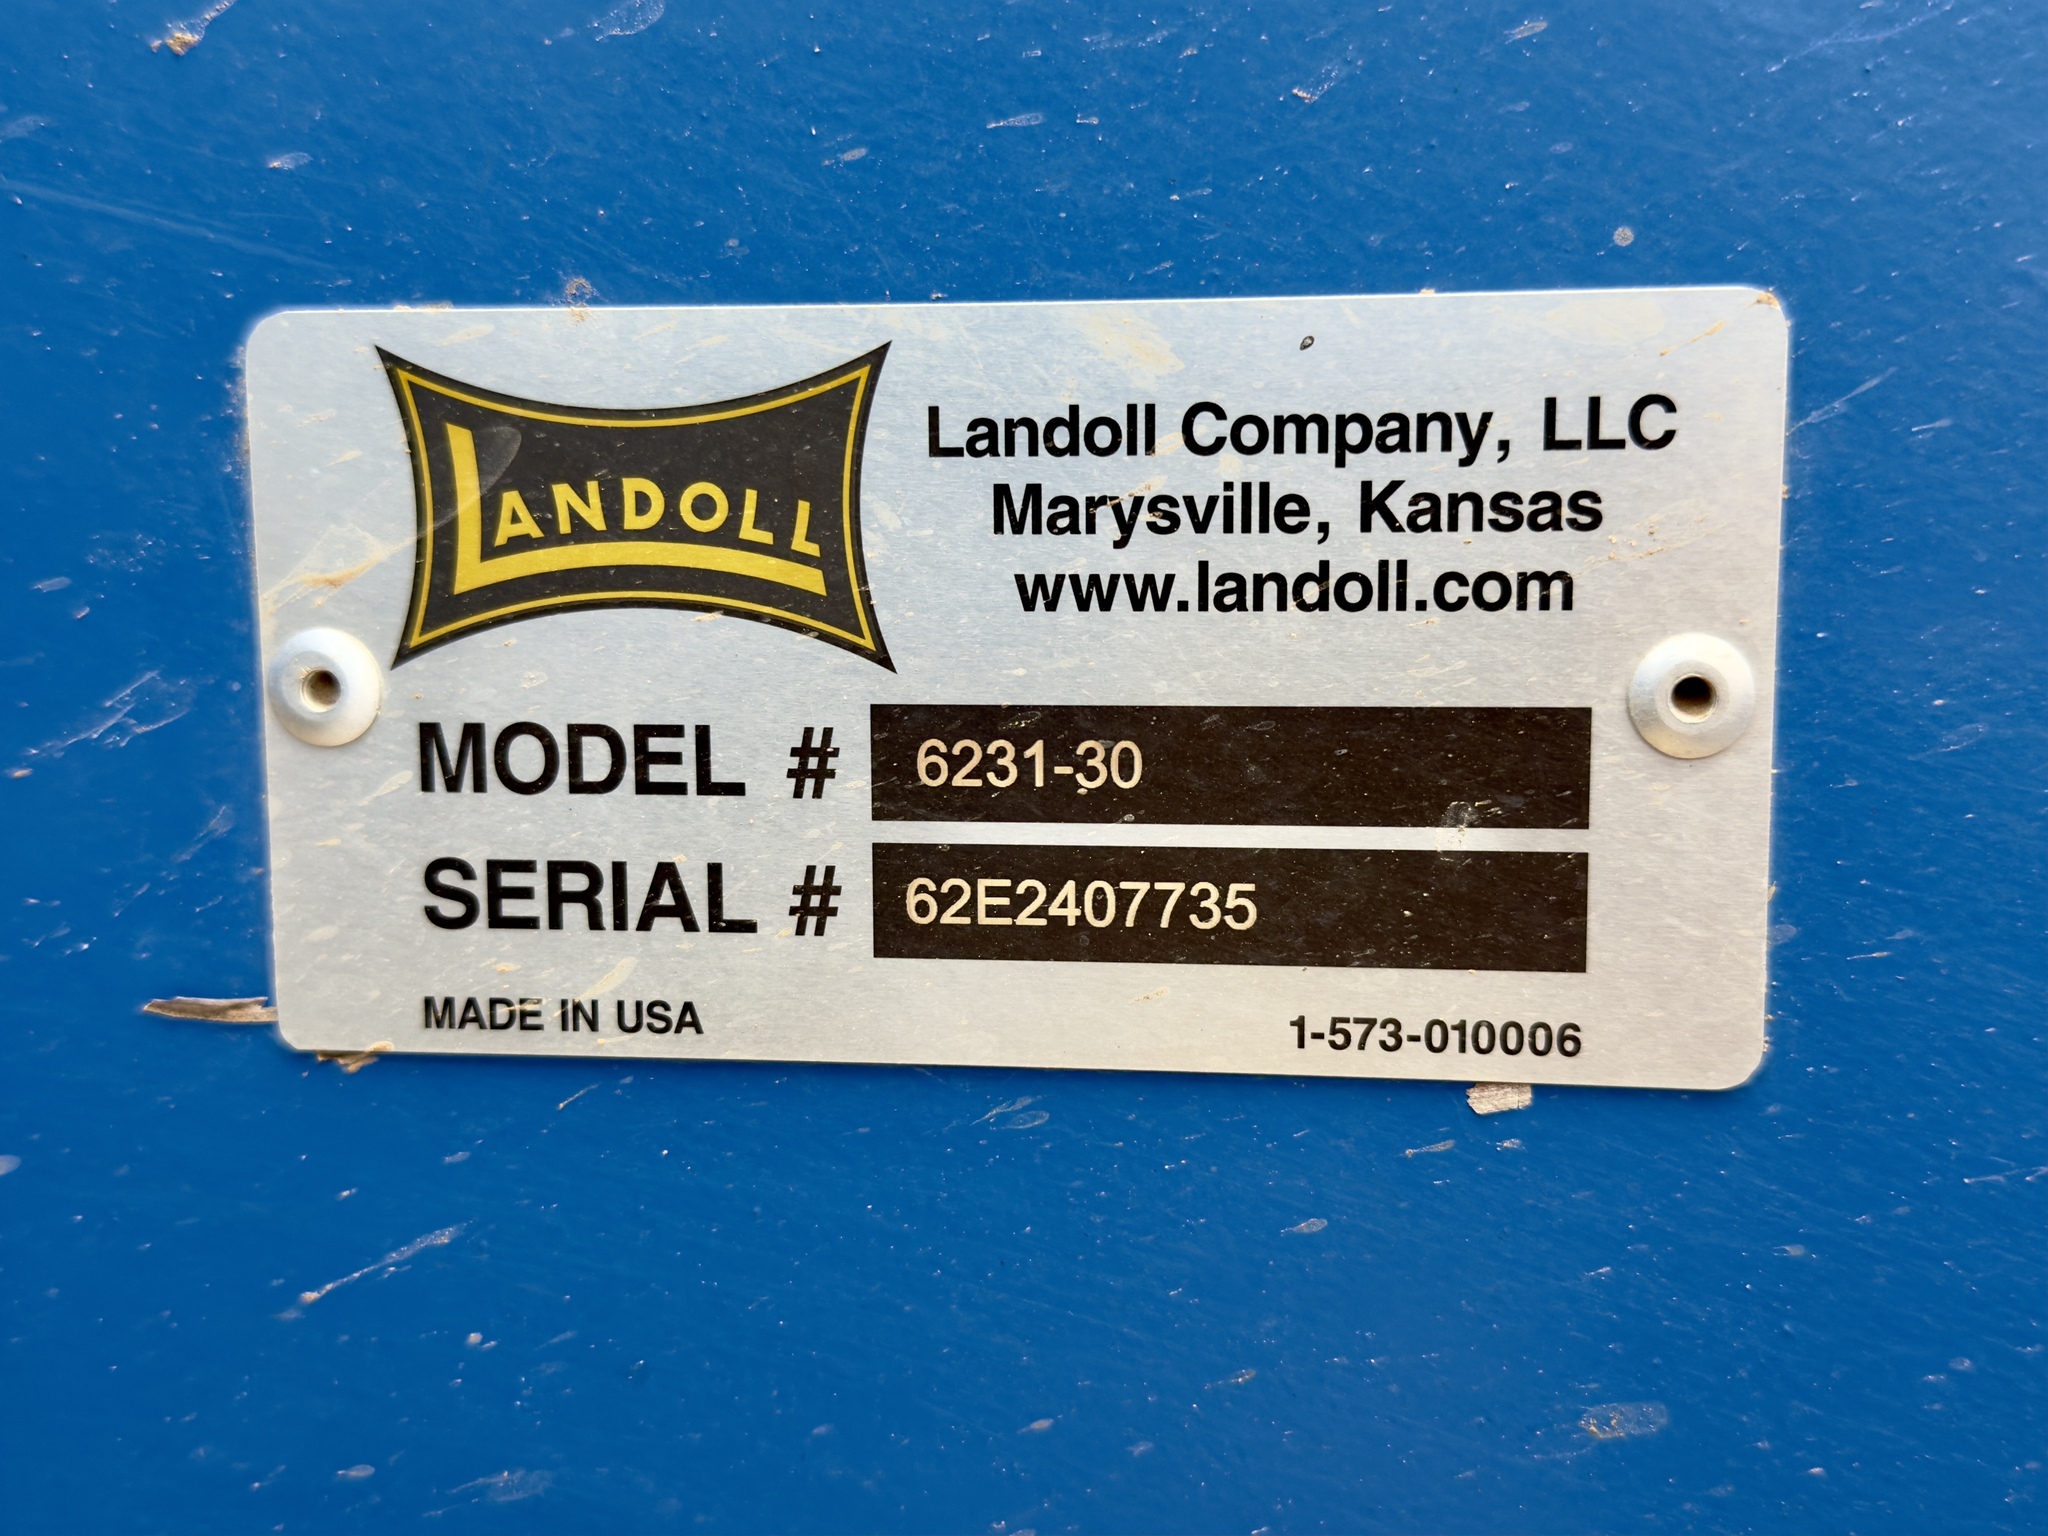 LANDOLL
Landoll Company, LLC
Marysville, Kansas
www.landoll.com
MODEL # 6231-30
SERIAL # 62E2407735
MADE IN USA
1-573-010006